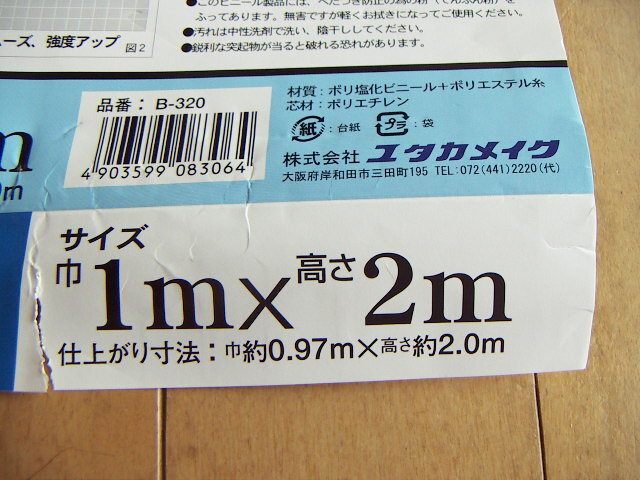 ●このビニール製品には、べたつき防止の為の粉（でんぷん粉）を
ふってあります。無害ですが軽くお拭きになってご使用ください。
●汚れは中性洗剤で洗い、陰干ししてください。
●鋭利な突起物が当ると破れる恐れがあります。
ーズ、強度アップ
図2
品番：B-320
4 903599 083064
材質：ポリ塩化ビニール＋ポリエステル糸
芯材：ポリエチレン
紙：台紙 プラ：袋
株式会社 ユタカメイク
大阪府岸和田市三田町195 TEL:072(441)2220(代)
m
0m
サイズ
巾1m×高さ2m
仕上がり寸法：巾約0.97m×高さ約2.0m